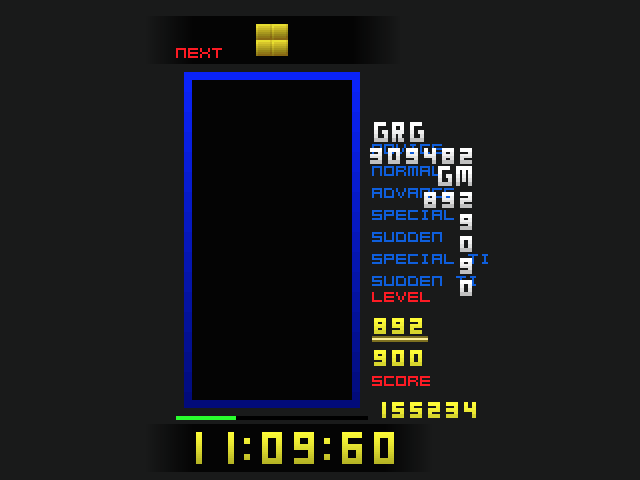 NEXT
GRG
309482
NORMAL
GM
ADVANCE
892
SPECIAL
9
SUDDEN
0
SPECIAL TI
9
SUDDEN TI
0
LEVEL
892
900
SCORE
155234
11:09:60